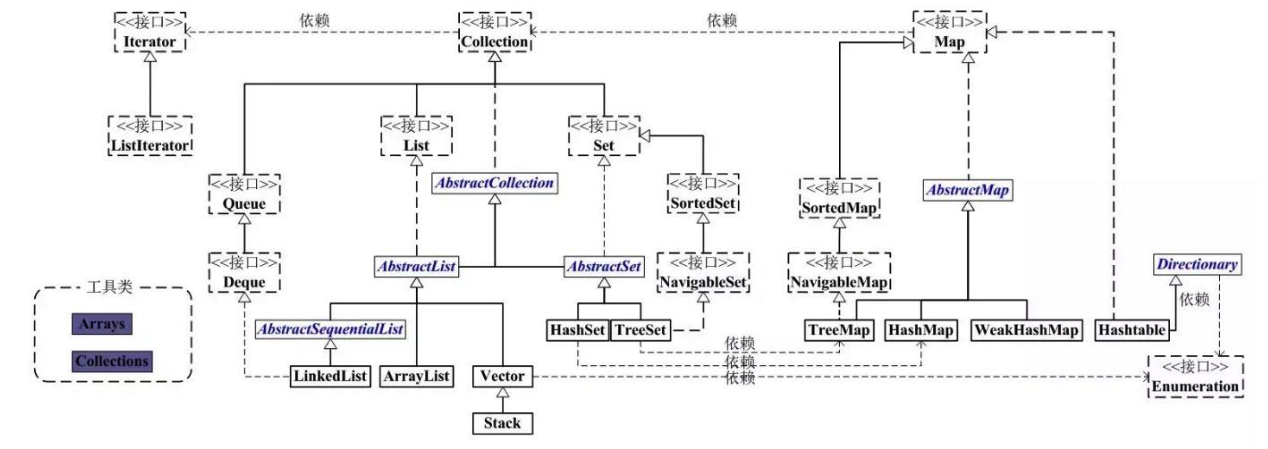 <<接口>>
Iterator
依赖
<<接口>>
Collection
依赖
<<接口>>
Map
<<接口>>
ListIterator
<<接口>>
List
<<接口>>
Set
<<接口>>
Queue
AbstractCollection
<<接口>>
SortedSet
<<接口>>
SortedMap
AbstractMap
<<接口>>
Deque
AbstractList
AbstractSet
<<接口>>
NavigableSet
<<接口>>
NavigableMap
Directionary
工具类
Arrays
Collections
依赖
AbstractSequentialList
HashSet
TreeSet
TreeMap
HashMap
WeakHashMap
Hashtable
依赖
依赖
依赖
LinkedList
ArrayList
Vector
<<接口>>
Enumeration
Stack